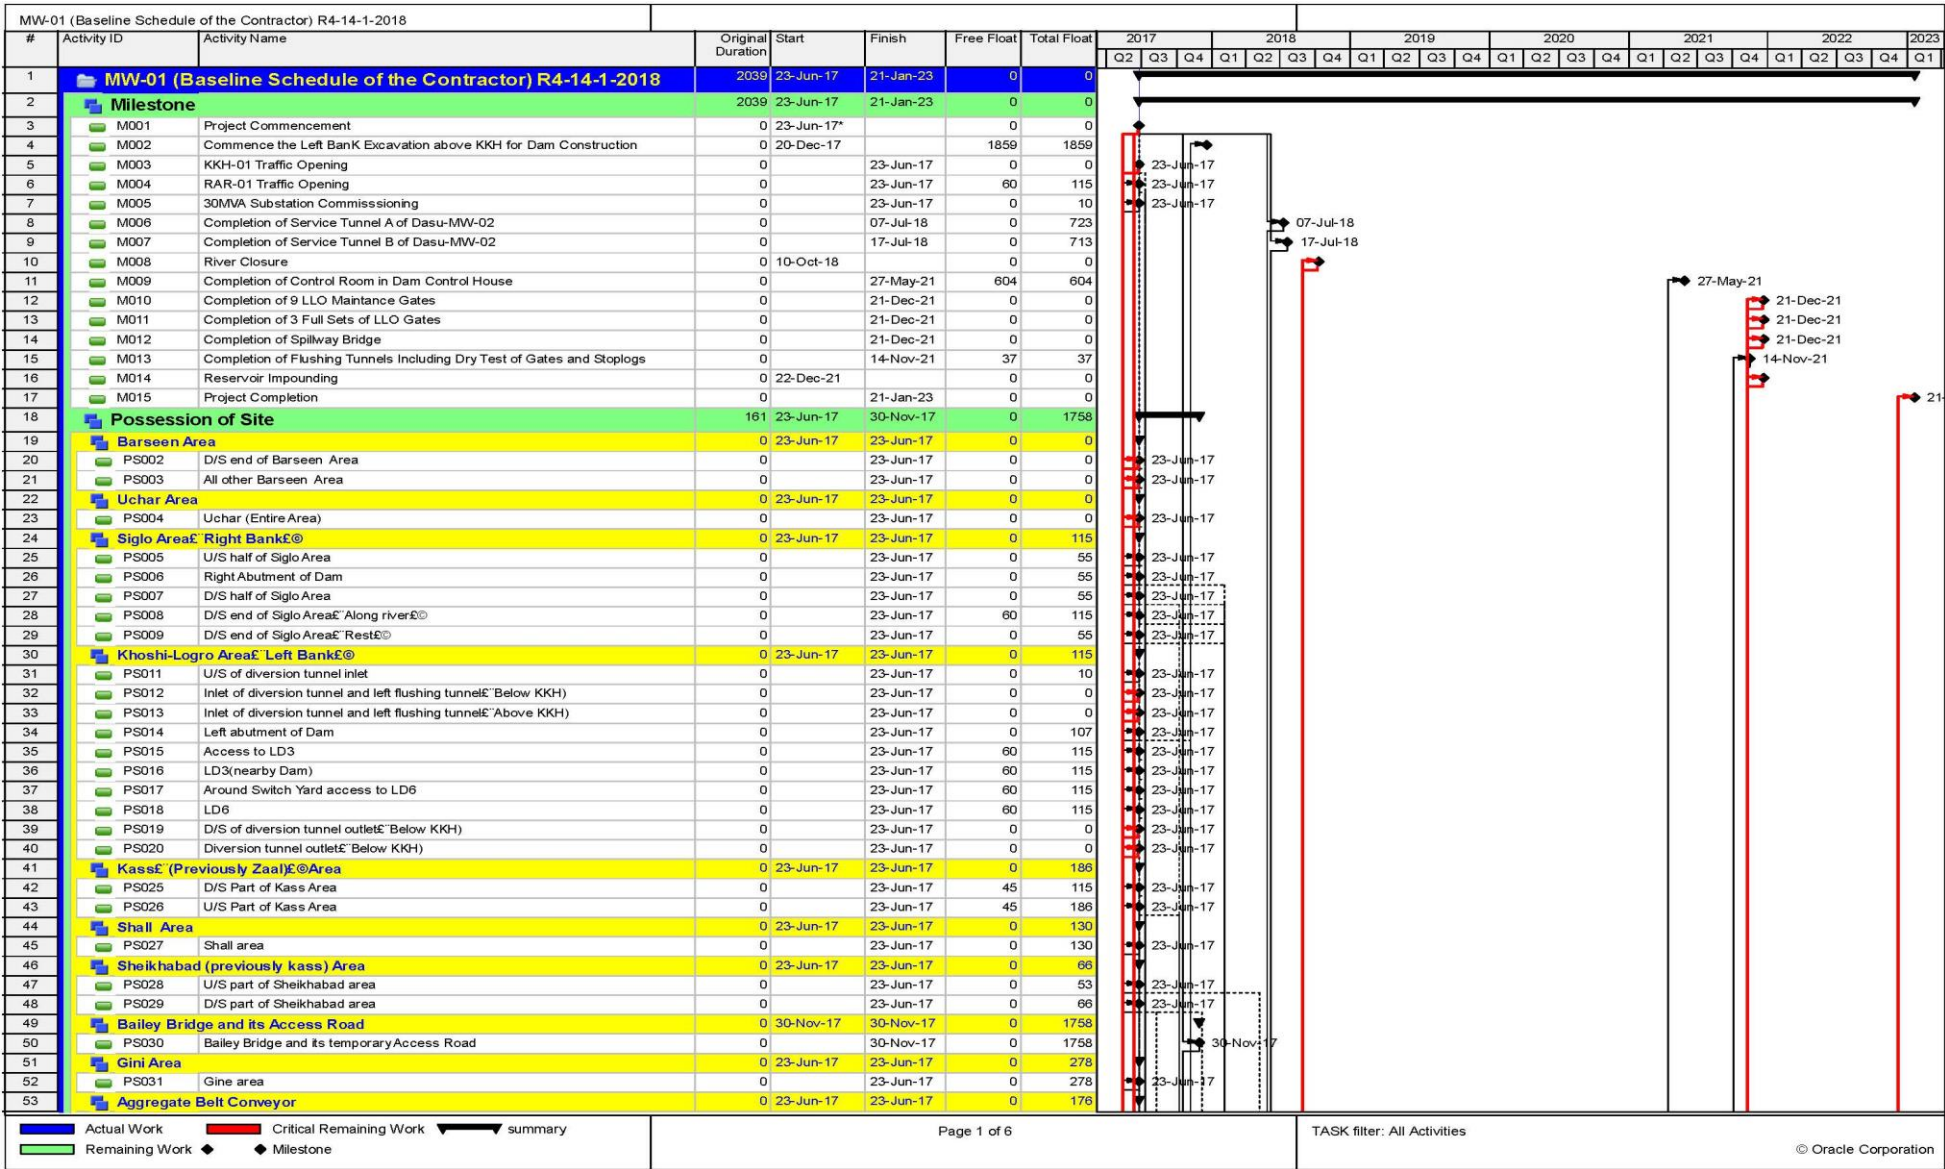 MW-01 (Baseline Schedule of the Contractor) R4-14-1-2018
# Activity ID Activity Name Original Duration Start Finish Free Float Total Float 2017 2018 2019 2020 2021 2022 2023
Q2 Q3 Q4 Q1 Q2 Q3 Q4 Q1 Q2 Q3 Q4 Q1 Q2 Q3 Q4 Q1 Q2 Q3 Q4 Q1 Q2 Q3 Q4 Q1
1 MW-01 (Baseline Schedule of the Contractor) R4-14-1-2018 2039 23-Jun-17 21-Jan-23 0 0
2 Milestone 2039 23-Jun-17 21-Jan-23 0 0
3 M001 Project Commencement 0 23-Jun-17* 0 0
4 M002 Commence the Left BanK Excavation above KKH for Dam Construction 0 20-Dec-17 1859 1859
5 M003 KKH-01 Traffic Opening 0 23-Jun-17 0 0 23-Jun-17
6 M004 RAR-01 Traffic Opening 0 23-Jun-17 60 115 23-Jun-17
7 M005 30MVA Substation Commisssioning 0 23-Jun-17 0 10 23-Jun-17
8 M006 Completion of Service Tunnel A of Dasu-MW-02 0 07-Jul-18 0 723 07-Jul-18
9 M007 Completion of Service Tunnel B of Dasu-MW-02 0 17-Jul-18 0 713 17-Jul-18
10 M008 River Closure 0 10-Oct-18 0 0
11 M009 Completion of Control Room in Dam Control House 0 27-May-21 604 604 27-May-21
12 M010 Completion of 9 LLO Maintance Gates 0 21-Dec-21 0 0 21-Dec-21
13 M011 Completion of 3 Full Sets of LLO Gates 0 21-Dec-21 0 0 21-Dec-21
14 M012 Completion of Spillway Bridge 0 21-Dec-21 0 0 21-Dec-21
15 M013 Completion of Flushing Tunnels Including Dry Test of Gates and Stoplogs 0 14-Nov-21 37 37 14-Nov-21
16 M014 Reservoir Impounding 0 22-Dec-21 0 0
17 M015 Project Completion 0 21-Jan-23 0 0 21-
18 Possession of Site 161 23-Jun-17 30-Nov-17 0 1758
19 Barseen Area 0 23-Jun-17 23-Jun-17 0 0
20 PS002 D/S end of Barseen Area 0 23-Jun-17 0 0 23-Jun-17
21 PS003 All other Barseen Area 0 23-Jun-17 0 0 23-Jun-17
22 Uchar Area 0 23-Jun-17 23-Jun-17 0 0
23 PS004 Uchar (Entire Area) 0 23-Jun-17 0 0 23-Jun-17
24 Siglo Area£¨Right Bank£© 0 23-Jun-17 23-Jun-17 0 115
25 PS005 U/S half of Siglo Area 0 23-Jun-17 0 55 23-Jun-17
26 PS006 Right Abutment of Dam 0 23-Jun-17 0 55 23-Jun-17
27 PS007 D/S half of Siglo Area 0 23-Jun-17 0 55 23-Jun-17
28 PS008 D/S end of Siglo Area£¨Along river£© 0 23-Jun-17 60 115 23-Jun-17
29 PS009 D/S end of Siglo Area£¨Rest£© 0 23-Jun-17 0 55 23-Jun-17
30 Khoshi-Logro Area£¨Left Bank£© 0 23-Jun-17 23-Jun-17 0 115
31 PS011 U/S of diversion tunnel inlet 0 23-Jun-17 0 10 23-Jun-17
32 PS012 Inlet of diversion tunnel and left flushing tunnel£¨Below KKH) 0 23-Jun-17 0 0 23-Jun-17
33 PS013 Inlet of diversion tunnel and left flushing tunnel£¨Above KKH) 0 23-Jun-17 0 0 23-Jun-17
34 PS014 Left abutment of Dam 0 23-Jun-17 0 107 23-Jun-17
35 PS015 Access to LD3 0 23-Jun-17 60 115 23-Jun-17
36 PS016 LD3(nearby Dam) 0 23-Jun-17 60 115 23-Jun-17
37 PS017 Around Switch Yard access to LD6 0 23-Jun-17 60 115 23-Jun-17
38 PS018 LD6 0 23-Jun-17 60 115 23-Jun-17
39 PS019 D/S of diversion tunnel outlet£¨Below KKH) 0 23-Jun-17 0 0 23-Jun-17
40 PS020 Diversion tunnel outlet£¨Below KKH) 0 23-Jun-17 0 0 23-Jun-17
41 Kass£¨(Previously Zaal)£©Area 0 23-Jun-17 23-Jun-17 0 186
42 PS025 D/S Part of Kass Area 0 23-Jun-17 45 115 23-Jun-17
43 PS026 U/S Part of Kass Area 0 23-Jun-17 45 186 23-Jun-17
44 Shall Area 0 23-Jun-17 23-Jun-17 0 130
45 PS027 Shall area 0 23-Jun-17 0 130 23-Jun-17
46 Sheikhabad (previously kass) Area 0 23-Jun-17 23-Jun-17 0 66
47 PS028 U/S part of Sheikhabad area 0 23-Jun-17 0 53 23-Jun-17
48 PS029 D/S part of Sheikhabad area 0 23-Jun-17 0 66 23-Jun-17
49 Bailey Bridge and its Access Road 0 30-Nov-17 30-Nov-17 0 1758
50 PS030 Bailey Bridge and its temporary Access Road 0 30-Nov-17 0 1758 30-Nov-17
51 Gini Area 0 23-Jun-17 23-Jun-17 0 278
52 PS031 Gine area 0 23-Jun-17 0 278 23-Jun-17
53 Aggregate Belt Conveyor 0 23-Jun-17 23-Jun-17 0 176
Actual Work Critical Remaining Work summary
Remaining Work Milestone
Page 1 of 6
TASK filter: All Activities
© Oracle Corporation